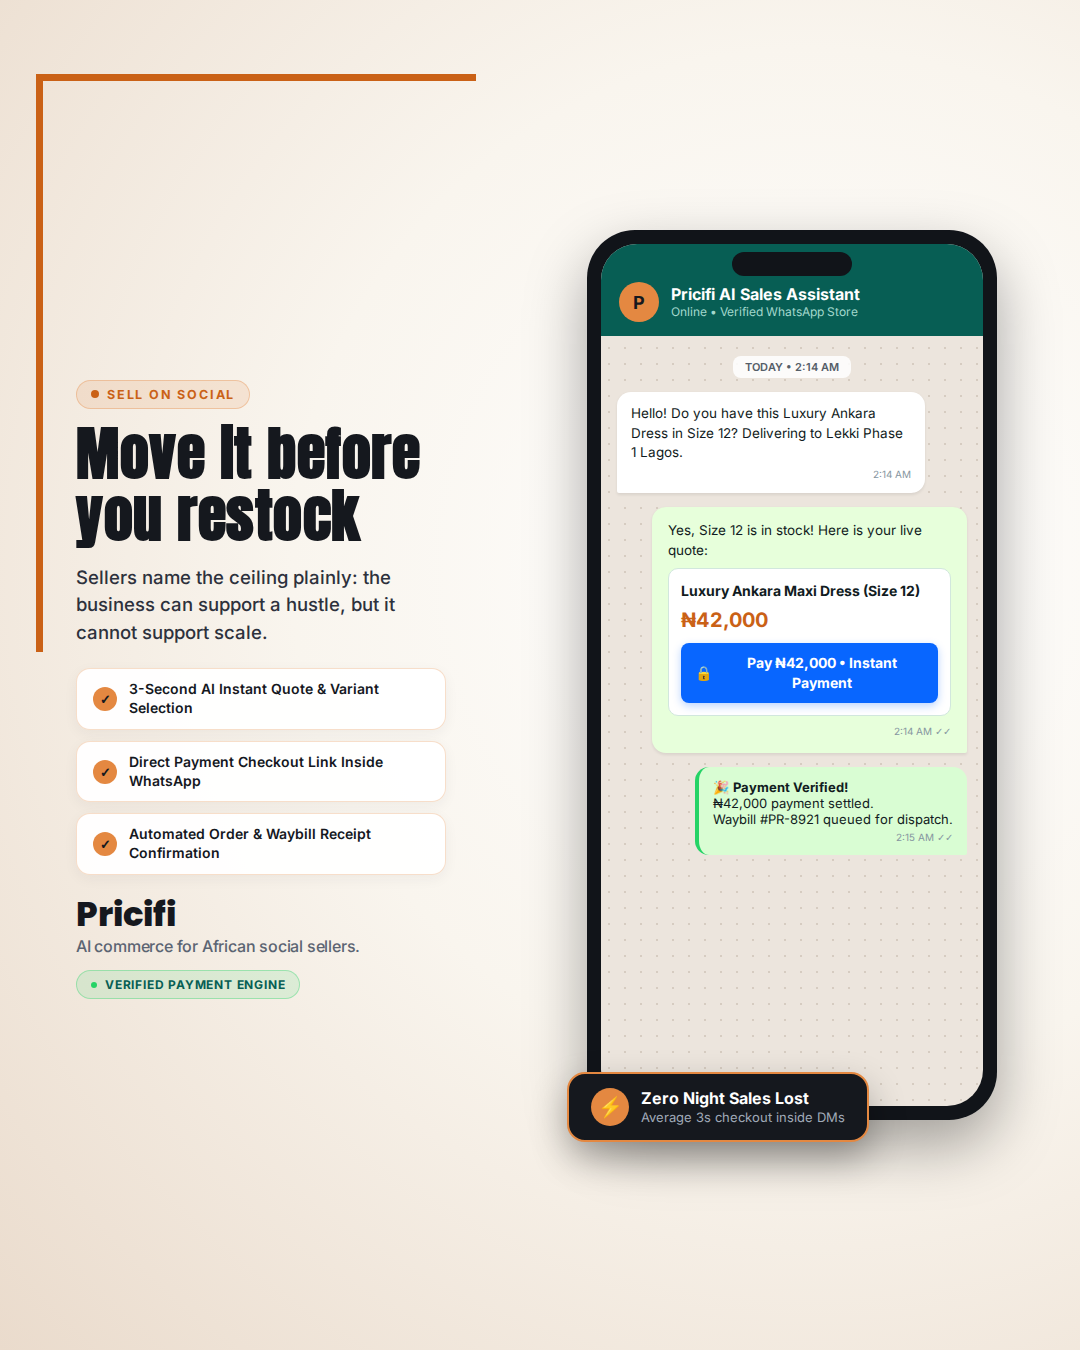 SELL ON SOCIAL
Move it before
you restock
Sellers name the ceiling plainly: the
business can support a hustle, but it
cannot support scale.
✓ 3-Second AI Instant Quote & Variant
Selection
✓ Direct Payment Checkout Link Inside
WhatsApp
✓ Automated Order & Waybill Receipt
Confirmation
Pricifi
AI commerce for African social sellers.
VERIFIED PAYMENT ENGINE
P
Pricifi AI Sales Assistant
Online • Verified WhatsApp Store
TODAY • 2:14 AM
Hello! Do you have this Luxury Ankara
Dress in Size 12? Delivering to Lekki Phase
1 Lagos.
2:14 AM
Yes, Size 12 is in stock! Here is your live
quote:
Luxury Ankara Maxi Dress (Size 12)
₦42,000
🔒 Pay ₦42,000 • Instant
Payment
2:14 AM ✓✓
🎉 Payment Verified!
₦42,000 payment settled.
Waybill #PR-8921 queued for dispatch.
2:15 AM ✓✓
⚡ Zero Night Sales Lost
Average 3s checkout inside DMs